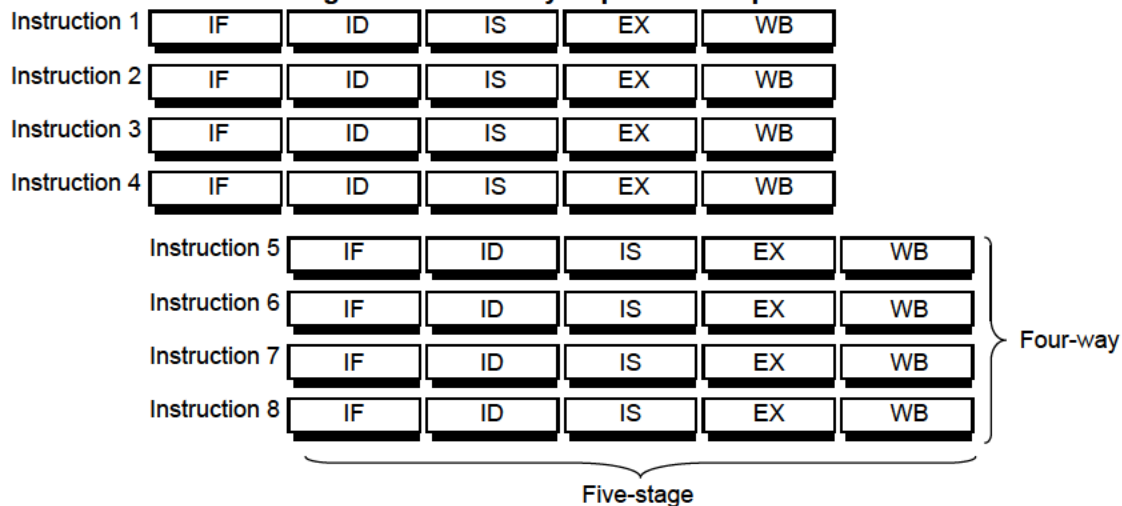 Instruction 1 IF ID IS EX WB
Instruction 2 IF ID IS EX WB
Instruction 3 IF ID IS EX WB
Instruction 4 IF ID IS EX WB
Instruction 5 IF ID IS EX WB
Instruction 6 IF ID IS EX WB
Instruction 7 IF ID IS EX WB
Instruction 8 IF ID IS EX WB
Four-way
Five-stage